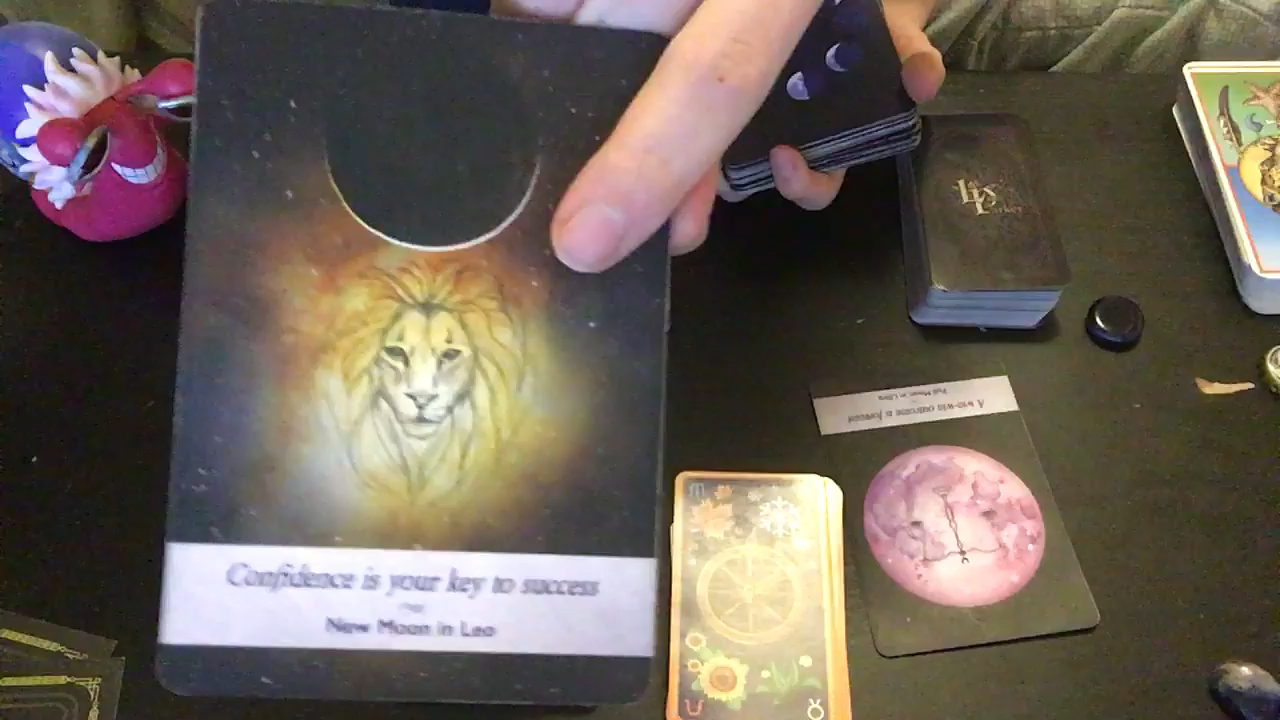 Confidence is your key to success
New Moon in Leo
A win-win outcome is forecast
Full Moon in Libra